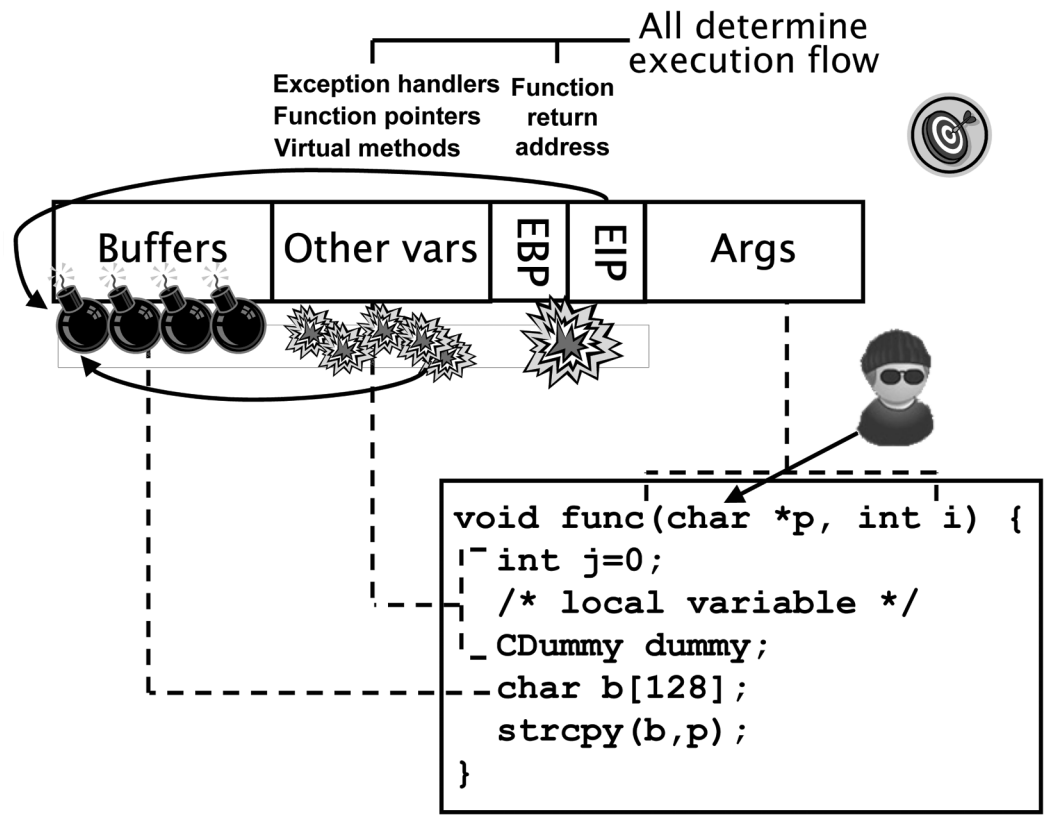 All determine
execution flow
Exception handlers
Function pointers
Virtual methods
Function
return
address
Buffers
Other vars
EBP
EIP
Args
void func(char *p, int i) {
int j=0;
/* local variable */
CDummy dummy;
char b[128];
strcpy(b,p);
}